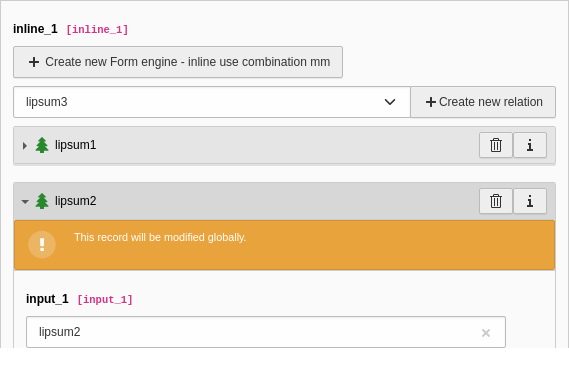 inline_1 [inline_1]
+ Create new Form engine - inline use combination mm
lipsum3
+ Create new relation
lipsum1
lipsum2
This record will be modified globally.
input_1 [input_1]
lipsum2